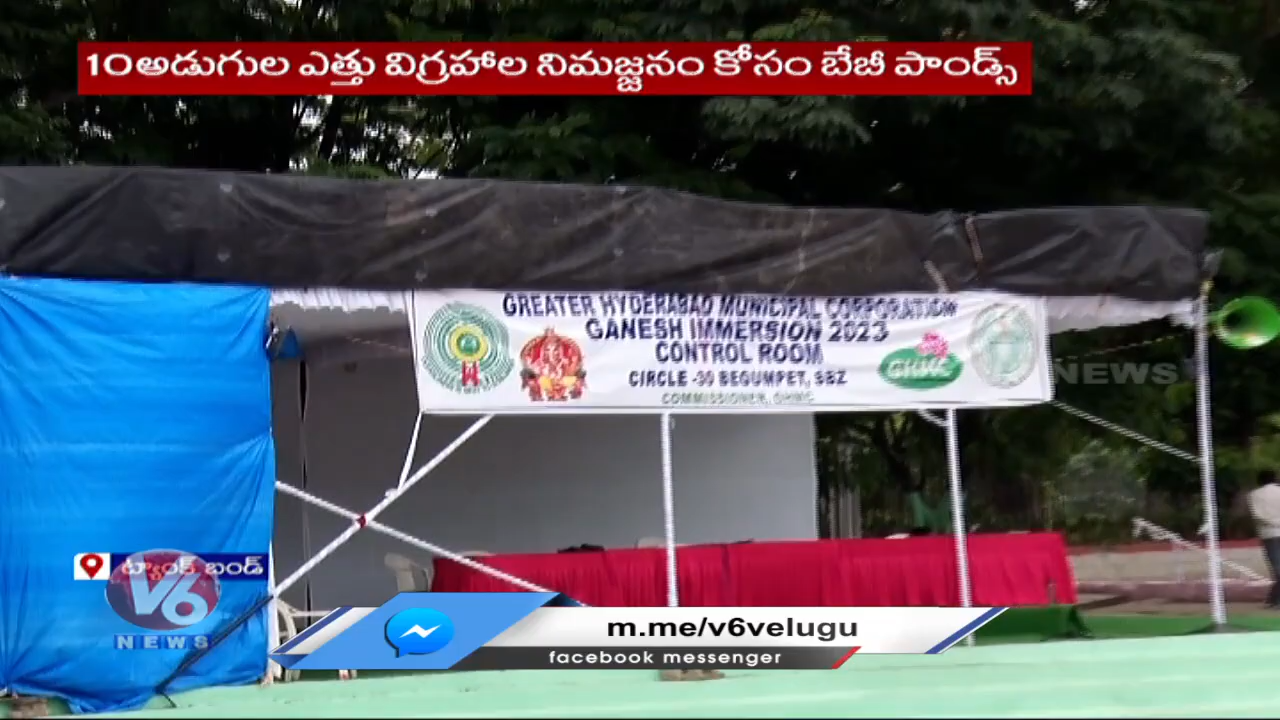 10అడుగుల ఎత్తు విగ్రహాల నిమజ్జనం కోసం బేబీ పాండ్స్
GREATER HYDERABAD MUNICIPAL CORPORATION
GANESH IMMERSION 2023
CONTROL ROOM
CIRCLE -30 BEGUMPET, SBZ
COMMISSIONER, GHMC
GHMC
NEWS
ట్యాంక్ బండ్
V6
NEWS
m.me/v6velugu
facebook messenger